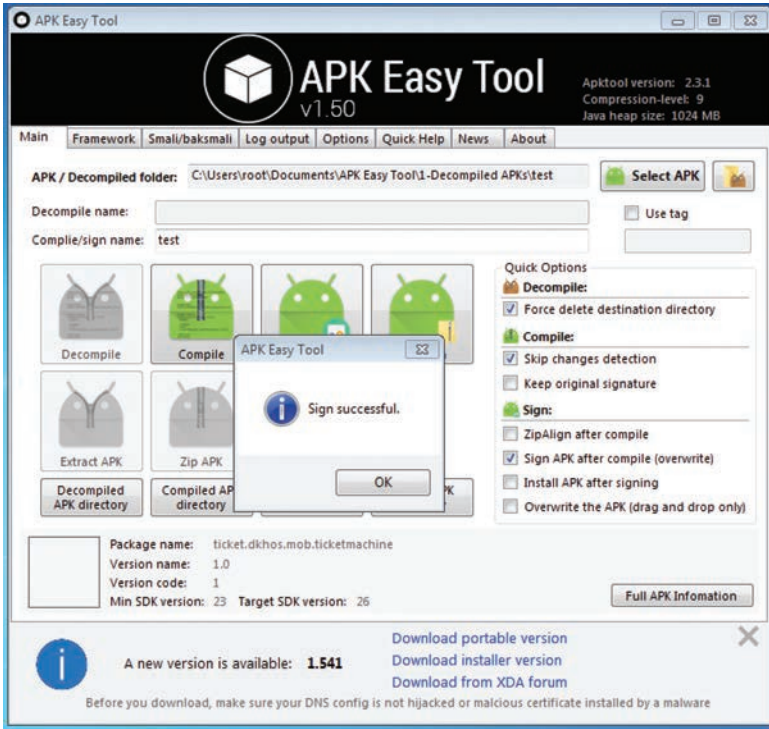 APK Easy Tool
APK Easy Tool
v1.50
Apktool version: 2.3.1
Compression-level: 9
Java heap size: 1024 MB
Main Framework Smali/baksmali Log output Options Quick Help News About
APK / Decompiled folder: C:\Users\root\Documents\APK Easy Tool\1-Decompiled APKs\test Select APK
Decompile name: Use tag
Complie/sign name: test
Quick Options
Decompile:
Force delete destination directory
Compile:
Skip changes detection
Keep original signature
Sign:
ZipAlign after compile
Sign APK after compile (overwrite)
Install APK after signing
Overwrite the APK (drag and drop only)
Decompile Compile
APK Easy Tool
Sign successful.
OK
Extract APK Zip APK
Decompiled
APK directory
Compiled AP
directory
Package name: ticket.dkhos.mob.ticketmachine
Version name: 1.0
Version code: 1
Min SDK version: 23 Target SDK version: 26
Full APK Infomation
A new version is available: 1.541
Download portable version
Download installer version
Download from XDA forum
Before you download, make sure your DNS config is not hijacked or malcious certificate installed by a malware